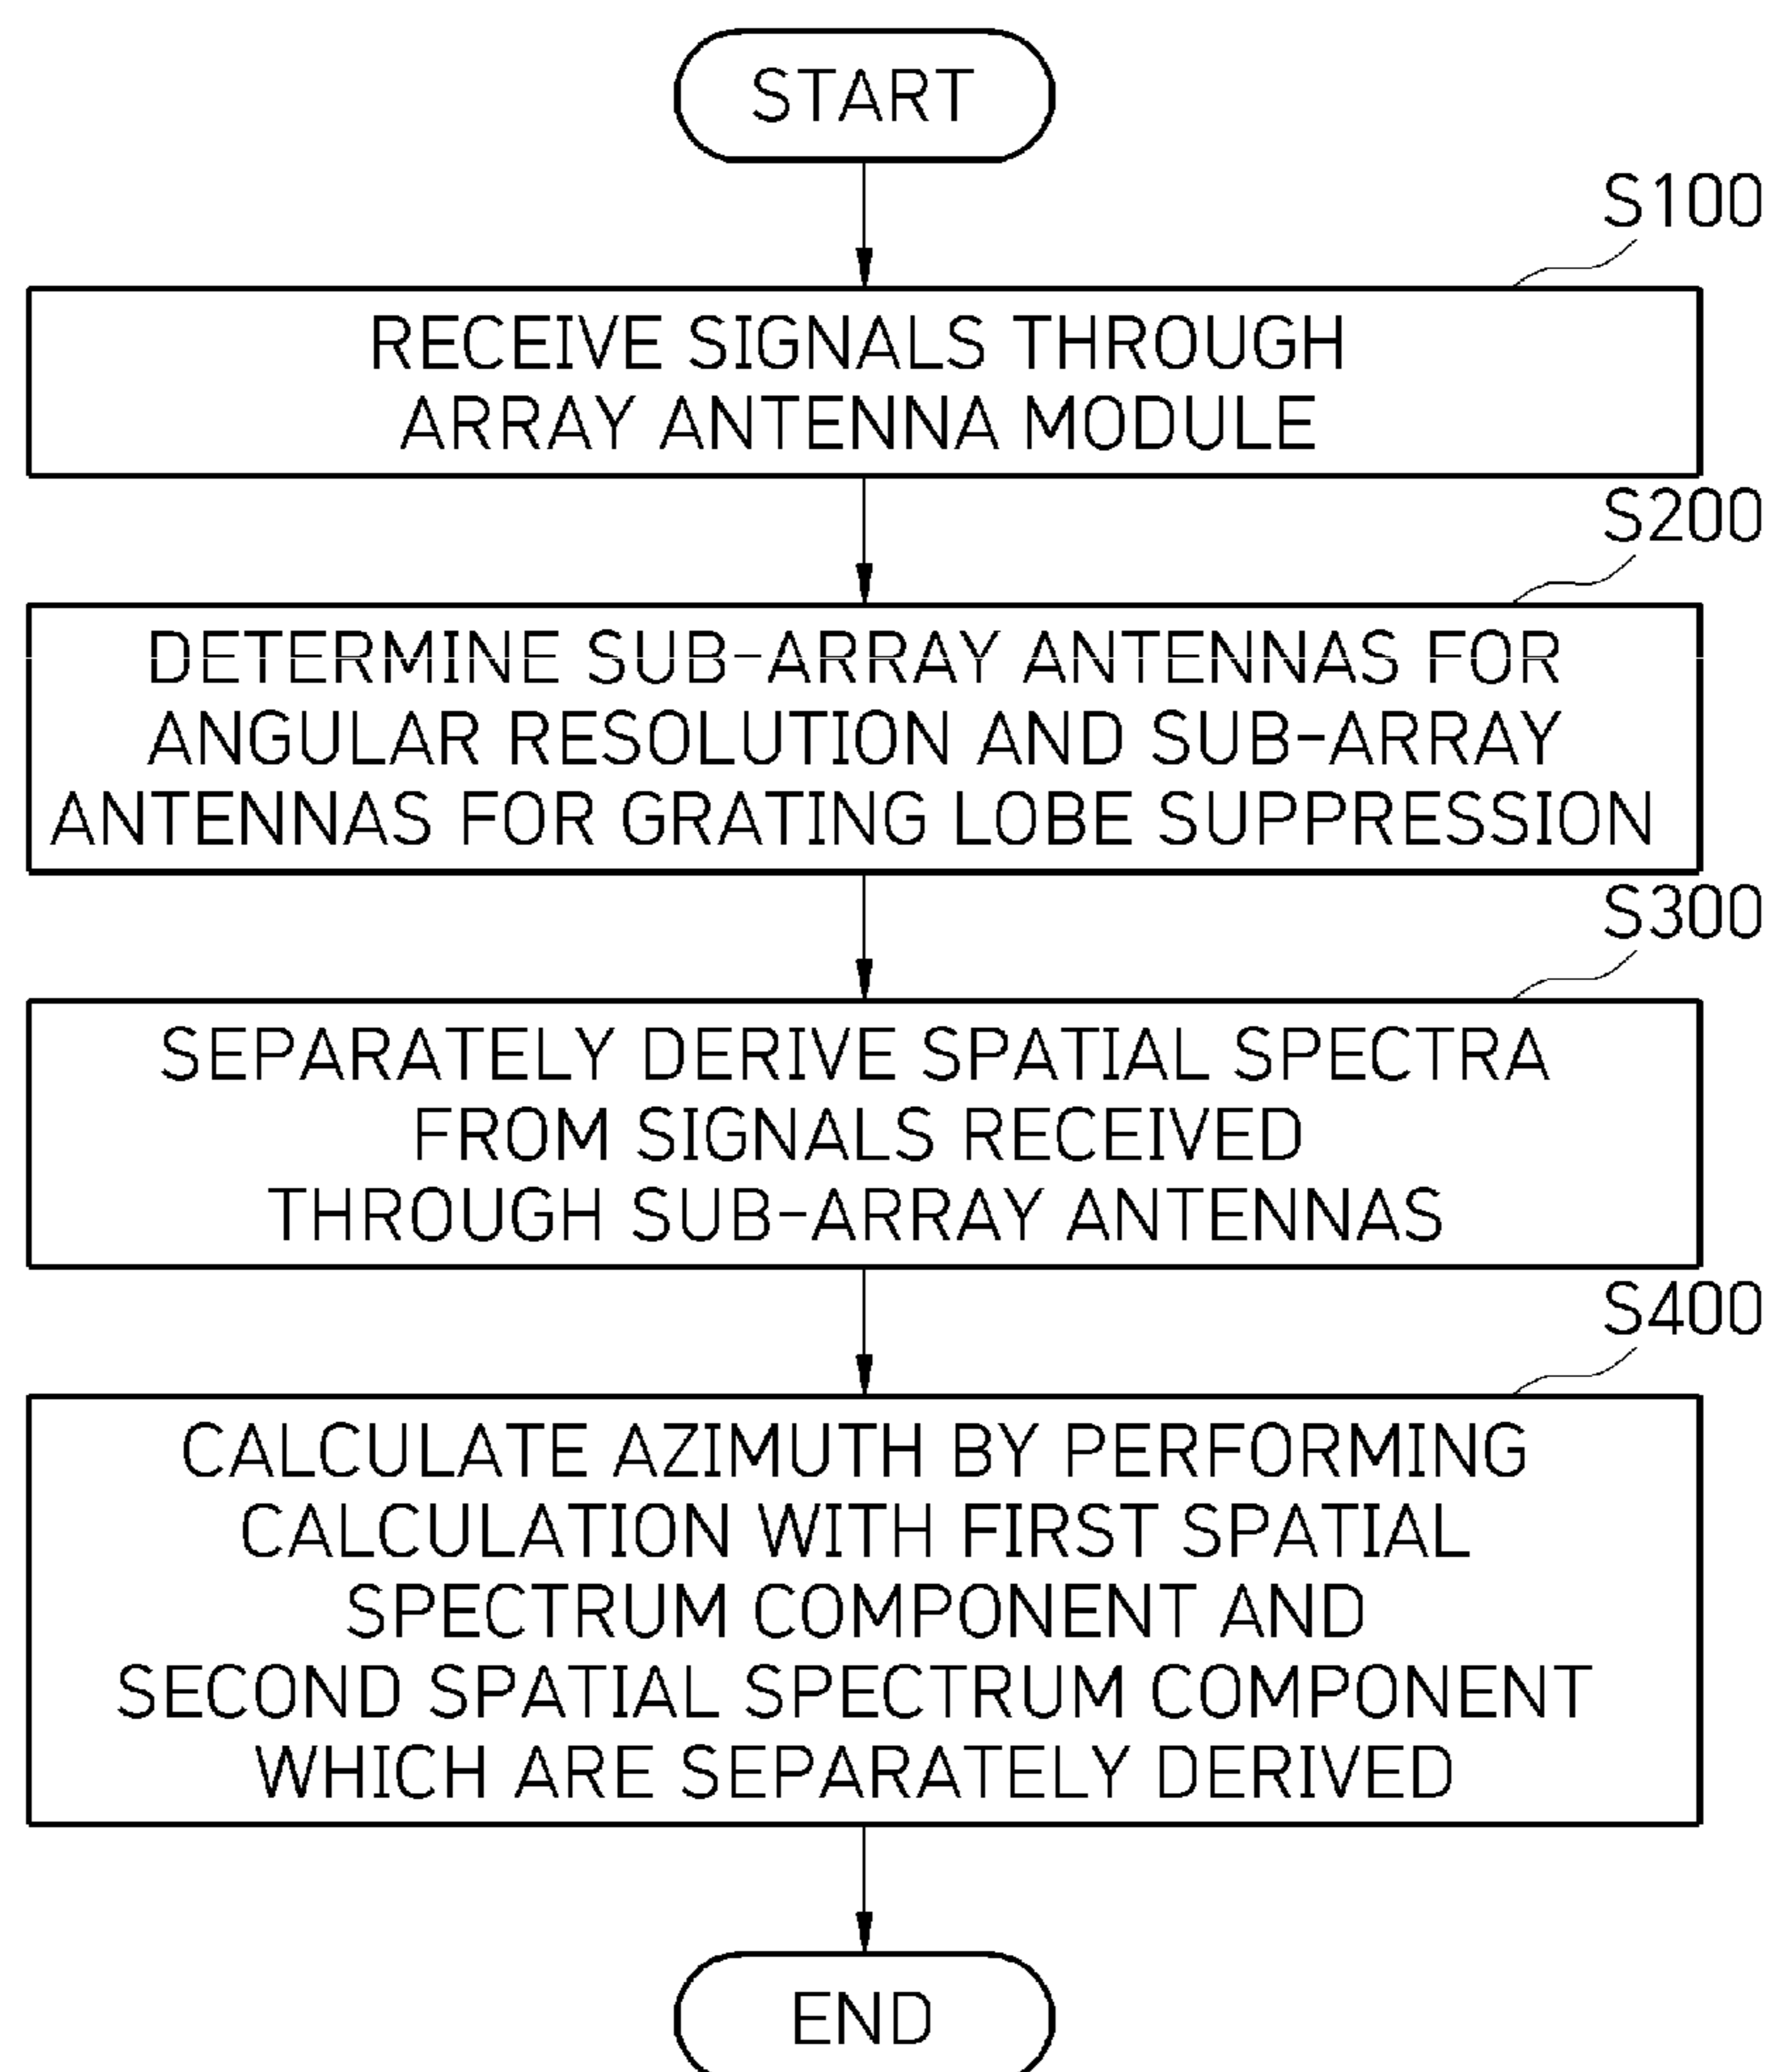 START
S100
RECEIVE SIGNALS THROUGH
ARRAY ANTENNA MODULE
S200
DETERMINE SUB-ARRAY ANTENNAS FOR
ANGULAR RESOLUTION AND SUB-ARRAY
ANTENNAS FOR GRATING LOBE SUPPRESSION
S300
SEPARATELY DERIVE SPATIAL SPECTRA
FROM SIGNALS RECEIVED
THROUGH SUB-ARRAY ANTENNAS
S400
CALCULATE AZIMUTH BY PERFORMING
CALCULATION WITH FIRST SPATIAL
SPECTRUM COMPONENT AND
SECOND SPATIAL SPECTRUM COMPONENT
WHICH ARE SEPARATELY DERIVED
END